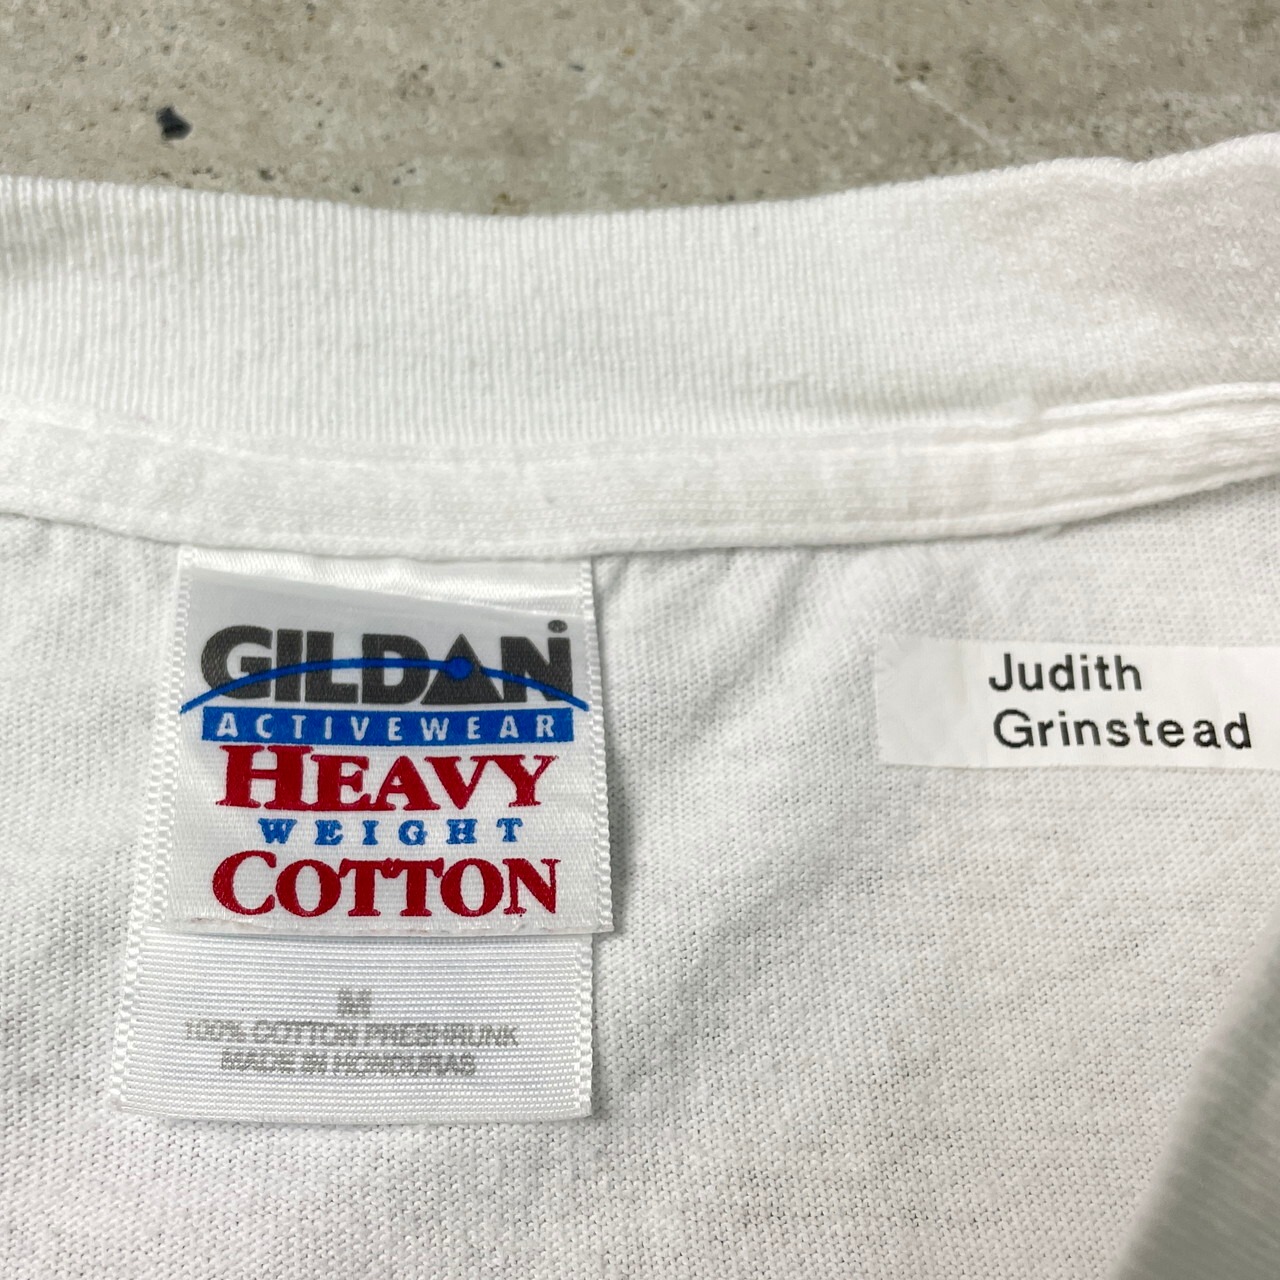 GILDAN
ACTIVEWEAR
HEAVY
WEIGHT
COTTON
M
100% COTTON PRESHRUNK
MADE IN HONDURAS
Judith
Grinstead